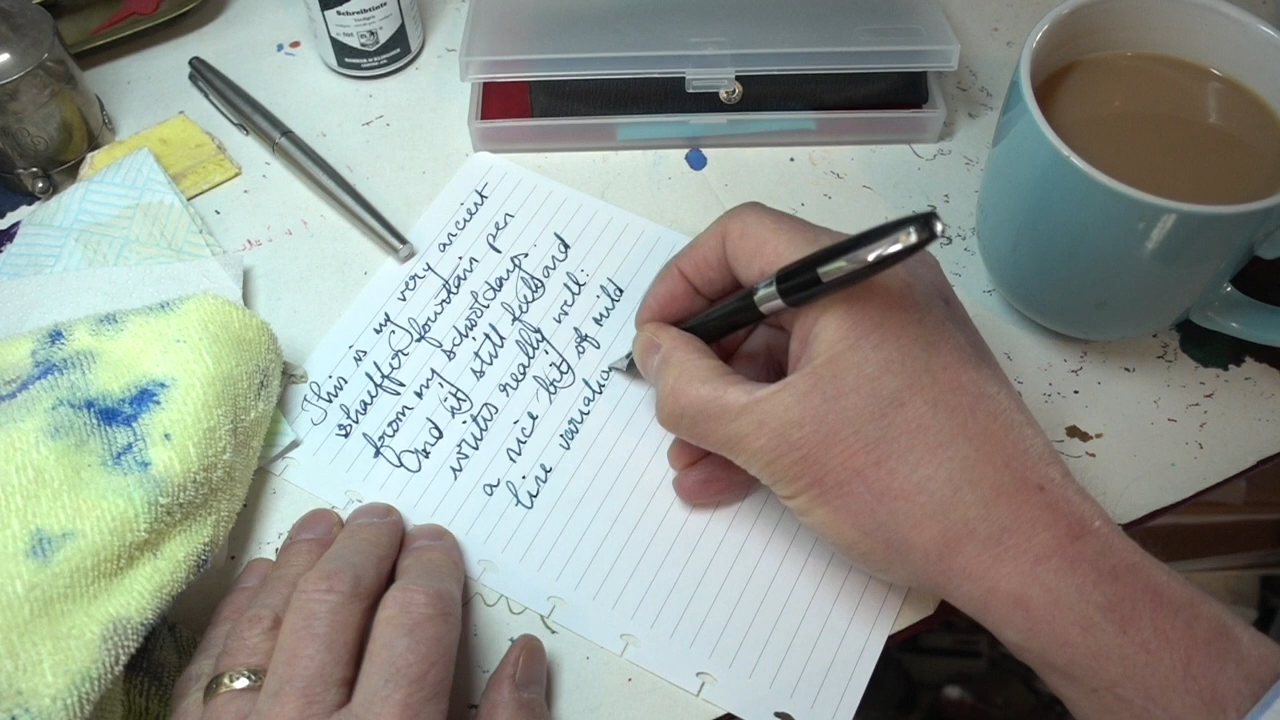 Schreibtinte
This is my very ancient
shaeffer fountain pen
from my schooldays
and it still feels and
writes really well:
a nice bit of mild
line variation